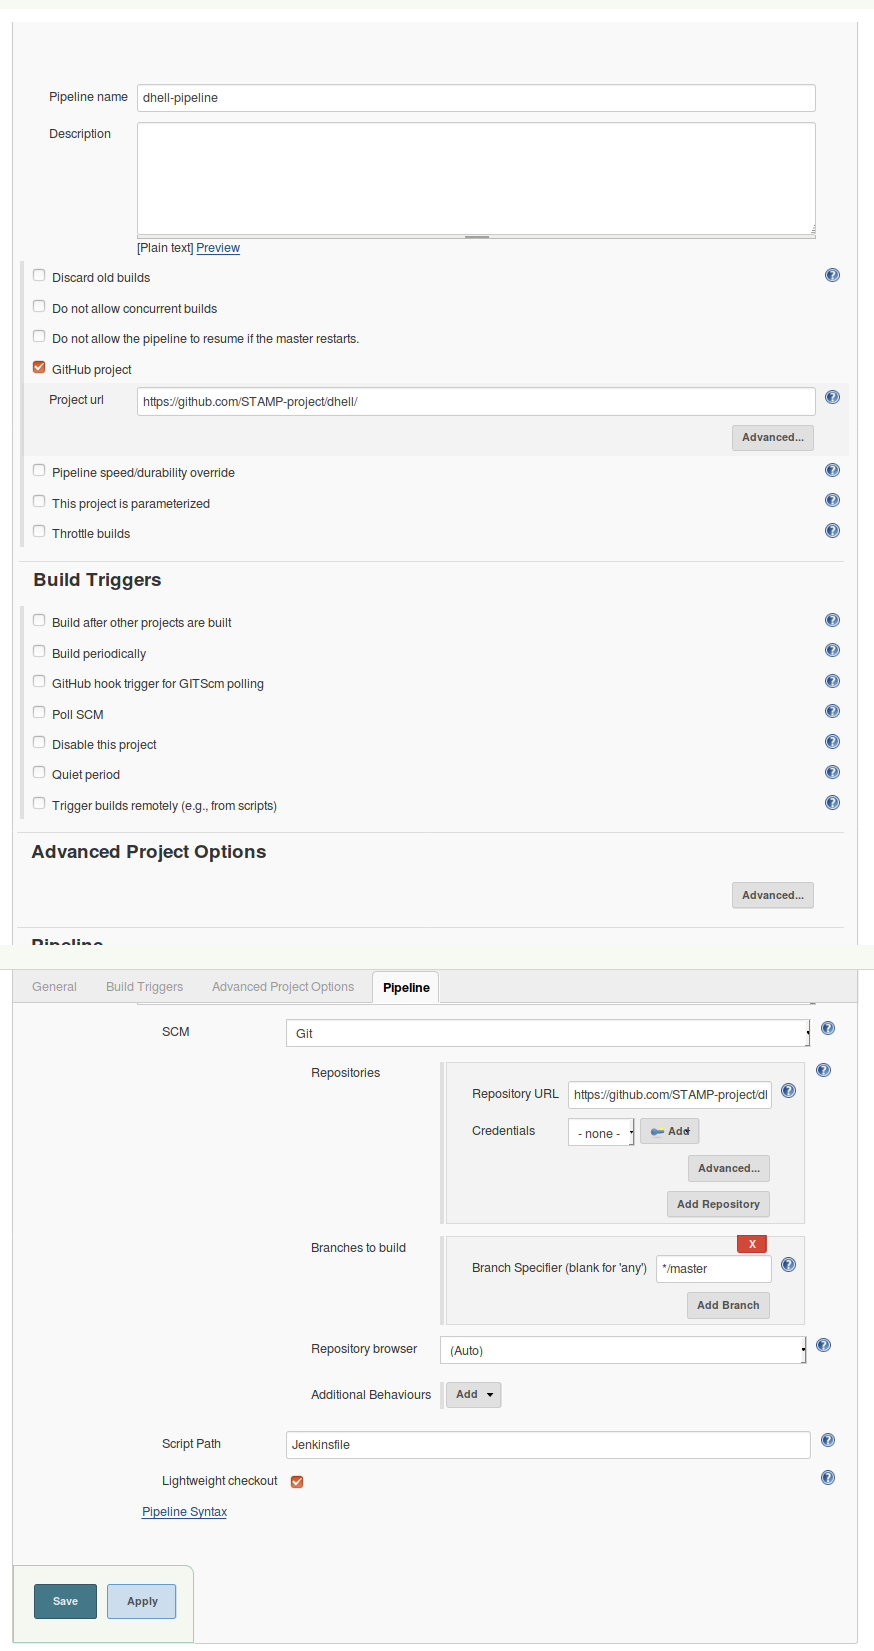 Pipeline name dhell-pipeline
Description
[Plain text] Preview
Discard old builds
Do not allow concurrent builds
Do not allow the pipeline to resume if the master restarts.
GitHub project
Project url https://github.com/STAMP-project/dhell/
Advanced...
Pipeline speed/durability override
This project is parameterized
Throttle builds
Build Triggers
Build after other projects are built
Build periodically
GitHub hook trigger for GITScm polling
Poll SCM
Disable this project
Quiet period
Trigger builds remotely (e.g., from scripts)
Advanced Project Options
Advanced...
Pipeline
General Build Triggers Advanced Project Options Pipeline
SCM Git
Repositories
Repository URL https://github.com/STAMP-project/dl
Credentials - none - Add
Advanced...
Add Repository
Branches to build
X
Branch Specifier (blank for 'any') */master
Add Branch
Repository browser (Auto)
Additional Behaviours Add
Script Path Jenkinsfile
Lightweight checkout
Pipeline Syntax
Save Apply